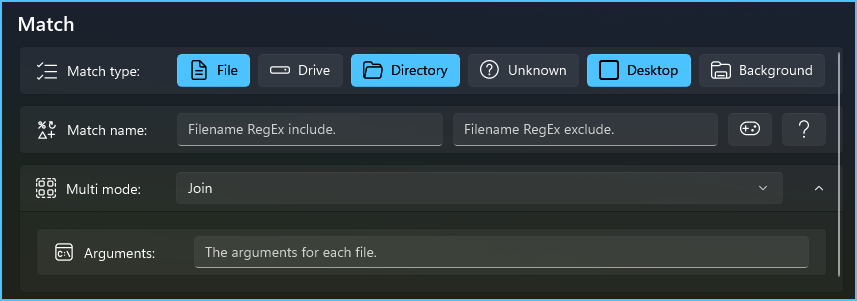 Match
Match type: File Drive Directory Unknown Desktop Background
Match name: Filename RegEx include. Filename RegEx exclude. ?
Multi mode: Join
C:\ Arguments: The arguments for each file.